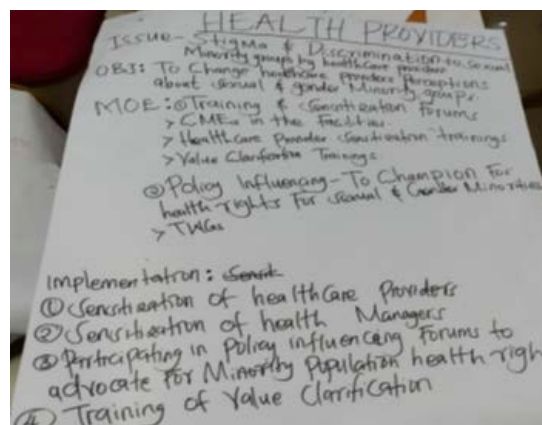 HEALTH PROVIDERS
Issue - Stigma & Discrimination to sexual
Minority groups by healthcare providers
OBJ: To Change healthcare providers Perceptions
about sexual & gender Minority groups.
MOE: ① Training & Sensitization Forums
> CMEs in the Facilities.
> Healthcare Provider Sensitization trainings
> Value Clarification Trainings.
② Policy Influencing - To Champion For
health rights For sexual & Gender Minorities
> TWGs
Implementation:
① Sensitization of healthCare Providers
② Sensitization of health Managers
③ Participating in Policy influencing Forums to
advocate For Minority Population health righ
④ Training of Value Clarification